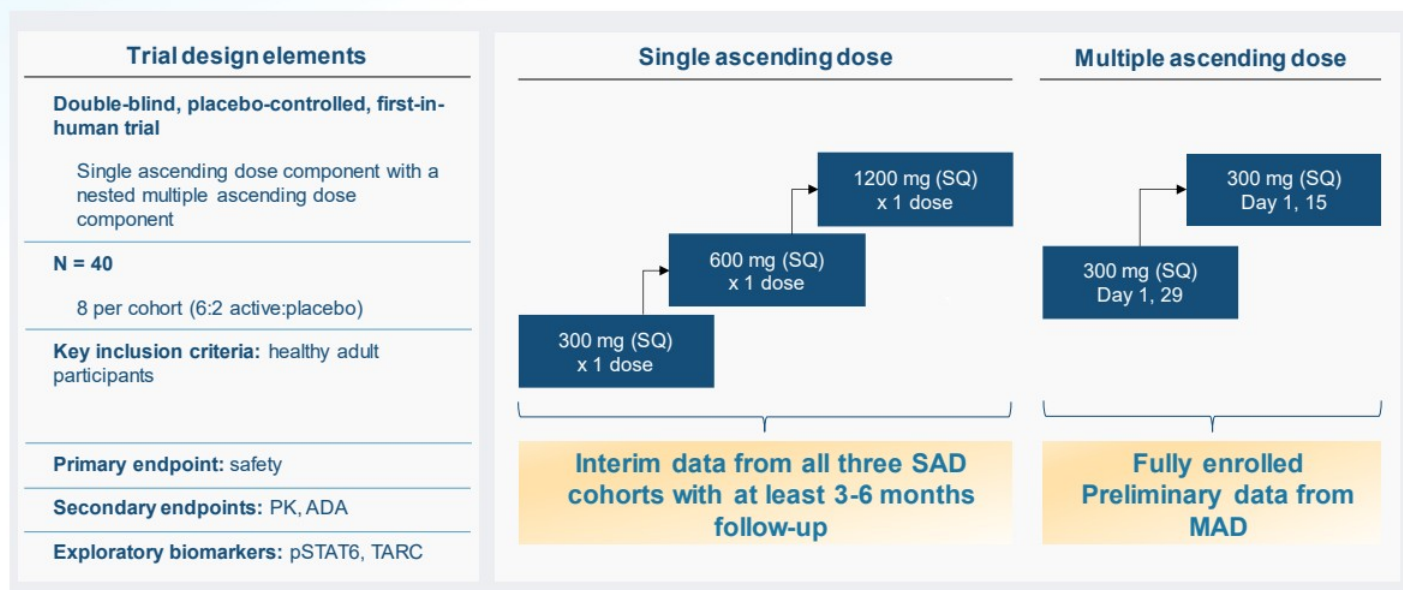 Trial design elements
Double-blind, placebo-controlled, first-in-
human trial
Single ascending dose component with a
nested multiple ascending dose
component
N = 40
8 per cohort (6:2 active:placebo)
Key inclusion criteria: healthy adult
participants
Primary endpoint: safety
Secondary endpoints: PK, ADA
Exploratory biomarkers: pSTAT6, TARC
Single ascending dose
300 mg (SQ)
x 1 dose
600 mg (SQ)
x 1 dose
1200 mg (SQ)
x 1 dose
Interim data from all three SAD
cohorts with at least 3-6 months
follow-up
Multiple ascending dose
300 mg (SQ)
Day 1, 29
300 mg (SQ)
Day 1, 15
Fully enrolled
Preliminary data from
MAD